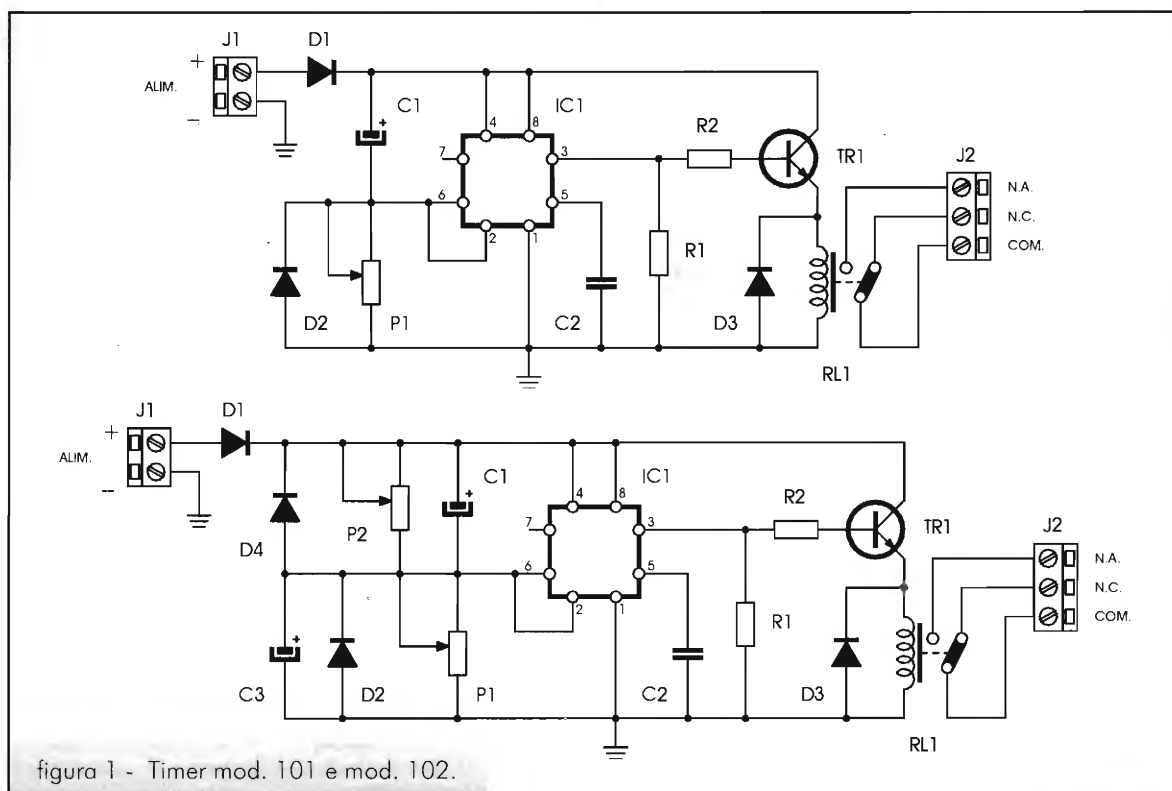 J1
D1
+
ALIM.
−
C1
+
IC1
4
8
7
3
6
5
2
1
R2
TR1
J2
N.A.
N.C.
COM.
R1
D2
P1
C2
D3
RL1
J1
D1
+
ALIM.
−
C1
+
IC1
4
8
7
3
6
5
2
1
R2
TR1
J2
N.A.
N.C.
COM.
D4
P2
R1
+
C3
D2
P1
C2
D3
RL1
figura 1 - Timer mod. 101 e mod. 102.